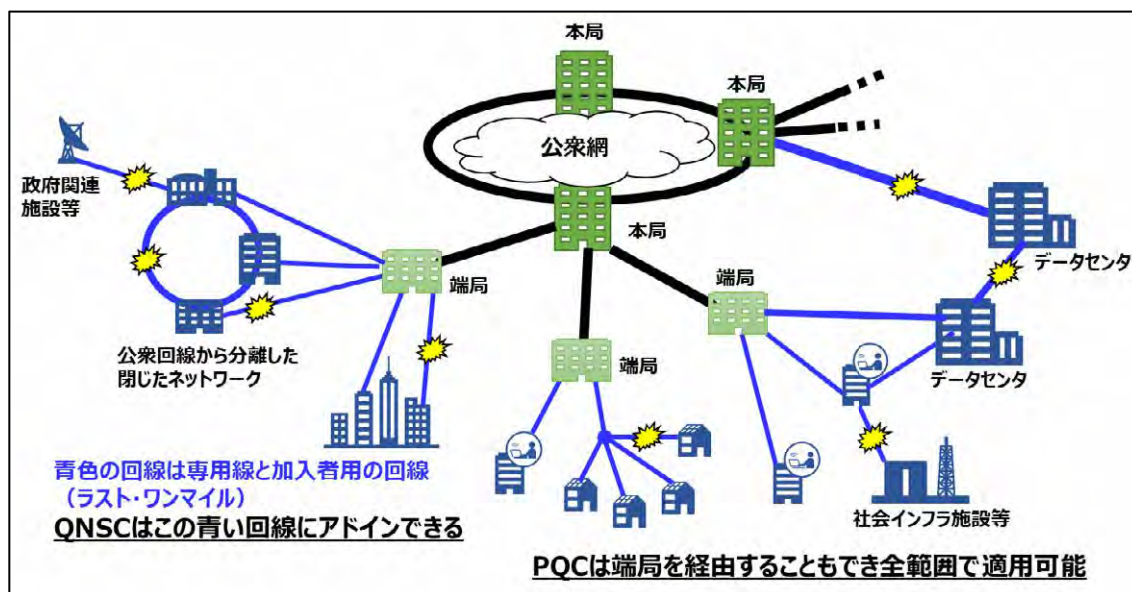 本局
本局
公衆網
政府関連
施設等
本局
データセンタ
端局
端局
公衆回線から分離した
閉じたネットワーク
端局
データセンタ
青色の回線は専用線と加入者用の回線
（ラスト・ワンマイル）
QNSCはこの青い回線にアドインできる
社会インフラ施設等
PQCは端局を経由することもでき全範囲で適用可能